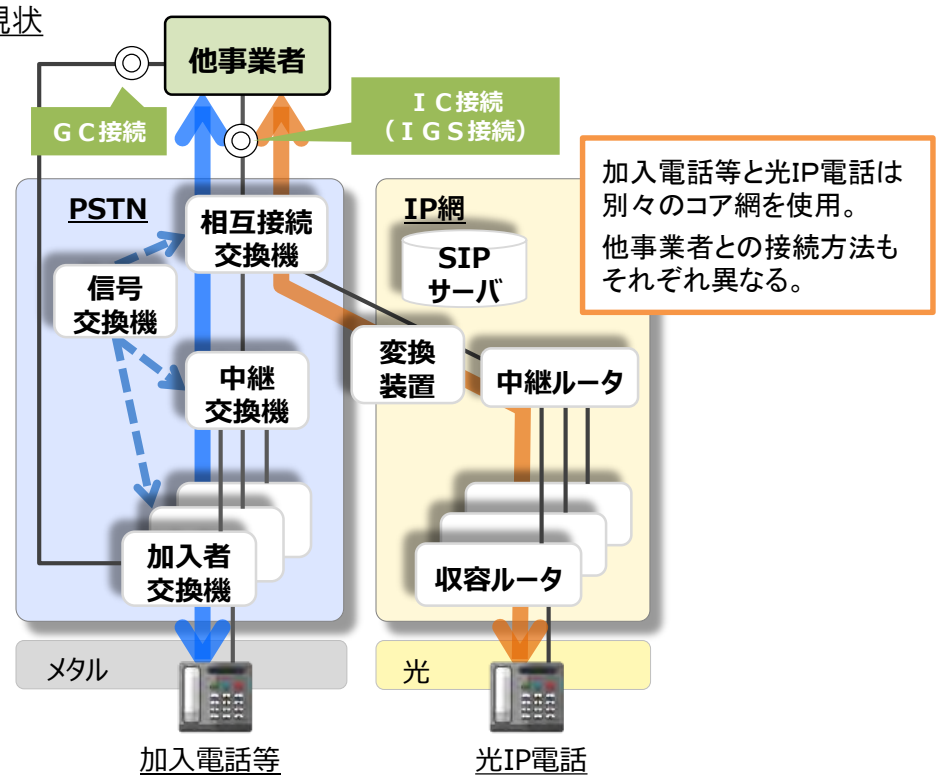 現状
他事業者
GC接続
IC接続
(IGS接続)
加入電話等と光IP電話は
別々のコア網を使用。
他事業者との接続方法も
それぞれ異なる。
PSTN
相互接続
交換機
信号
交換機
中継
交換機
加入者
交換機
IP網
SIP
サーバ
変換
装置
中継ルータ
収容ルータ
メタル
光
加入電話等
光IP電話